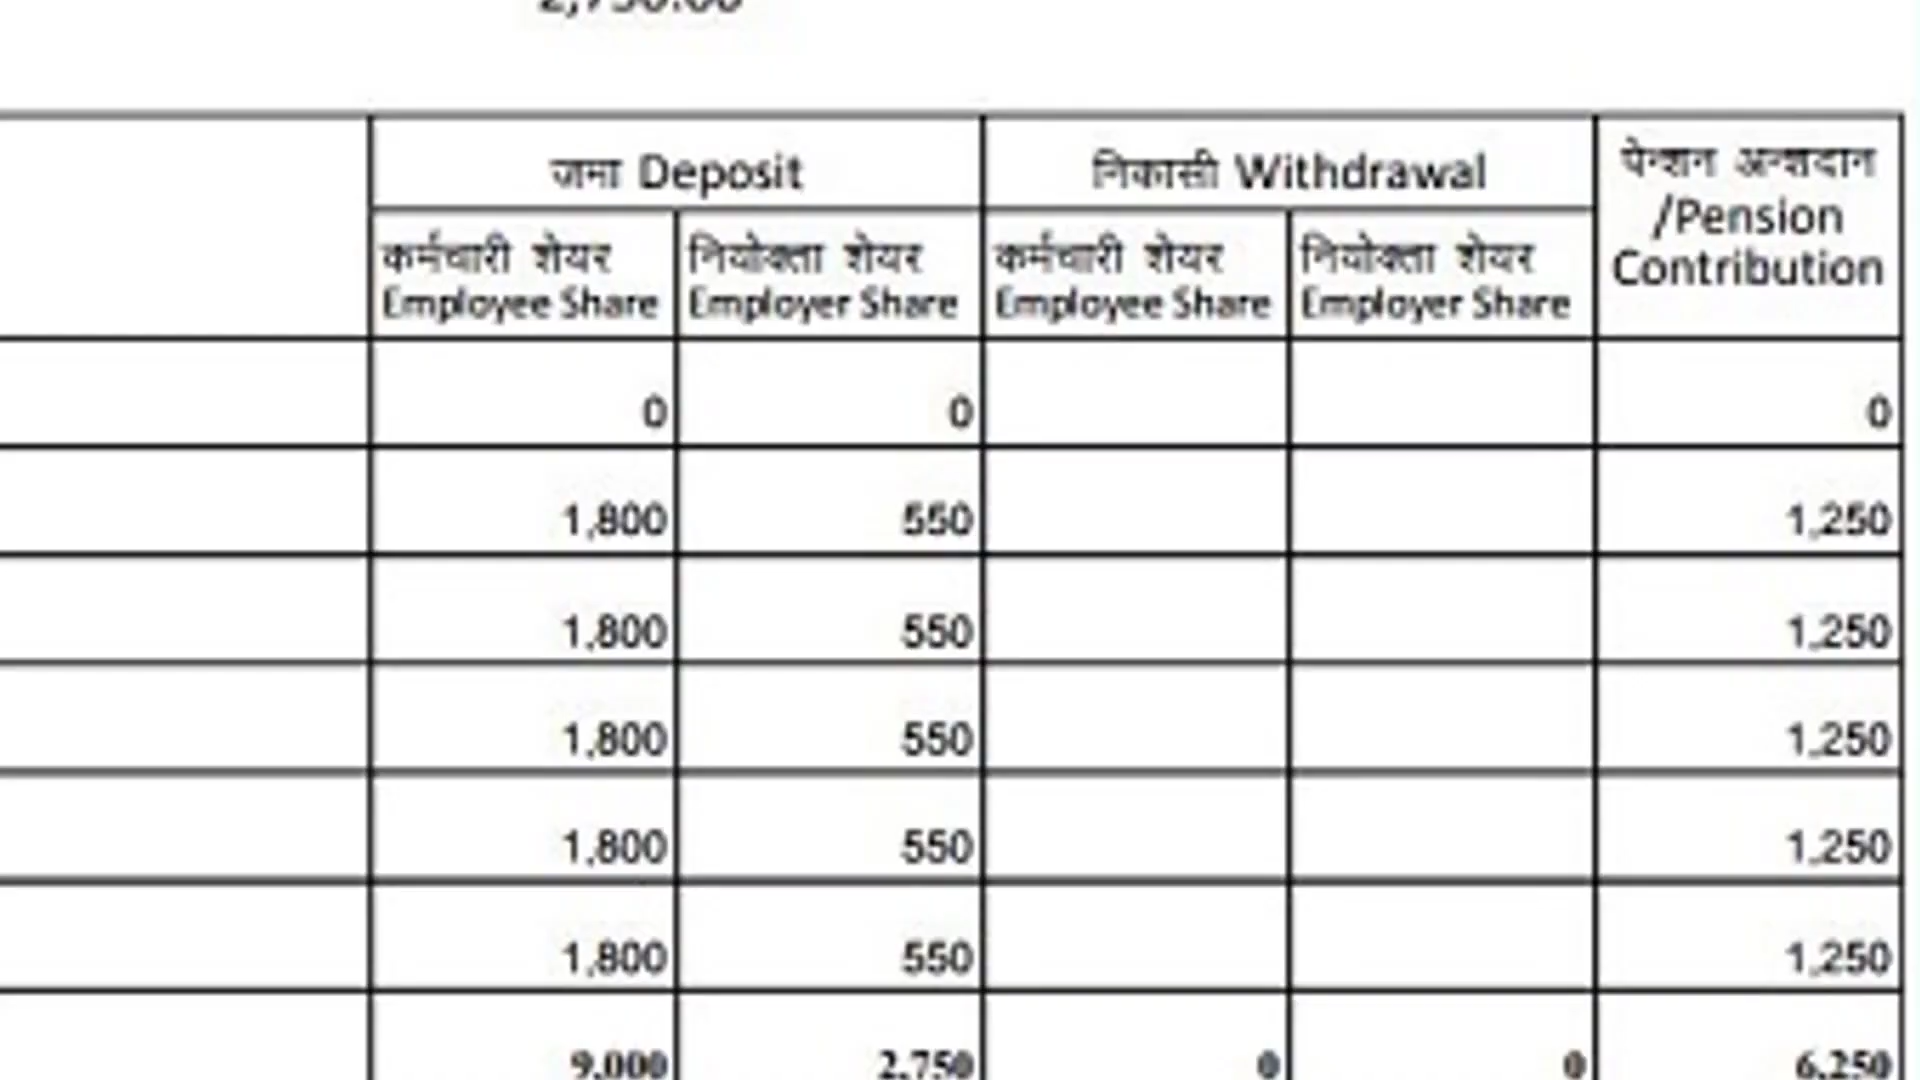 2,750.00
जमा Deposit
निकासी Withdrawal
पेन्शन अन्शदान
/Pension
Contribution
कर्मचारी शेयर
Employee Share
नियोक्ता शेयर
Employer Share
कर्मचारी शेयर
Employee Share
नियोक्ता शेयर
Employer Share
0 0 0
1,800 550 1,250
1,800 550 1,250
1,800 550 1,250
1,800 550 1,250
1,800 550 1,250
9,000 2,750 0 0 6,250